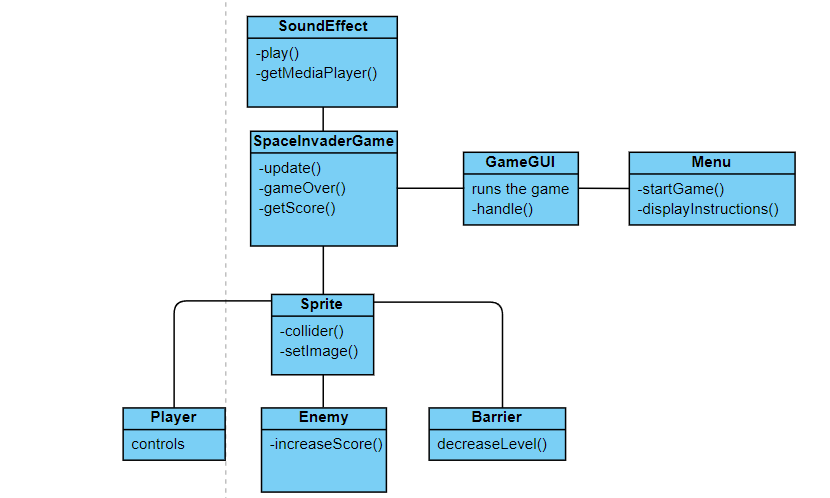 SoundEffect
-play()
-getMediaPlayer()
SpaceInvaderGame
-update()
-gameOver()
-getScore()
GameGUI
runs the game
-handle()
Menu
-startGame()
-displayInstructions()
Sprite
-collider()
-setImage()
Player
controls
Enemy
-increaseScore()
Barrier
decreaseLevel()